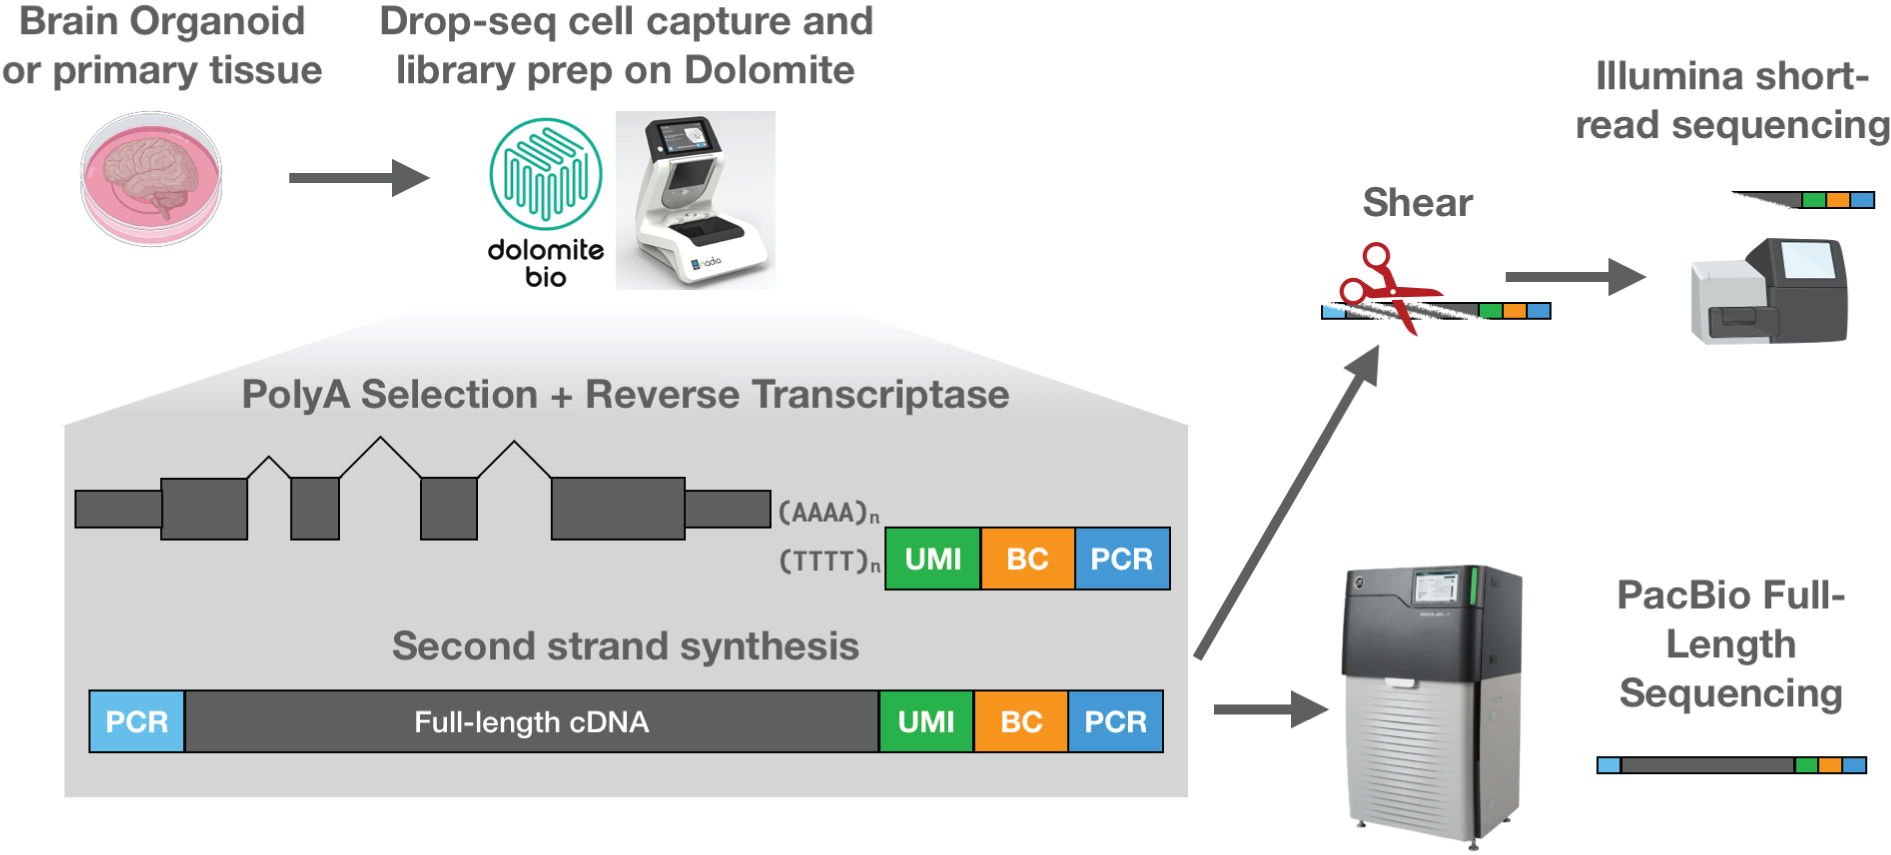 Brain Organoid
or primary tissue
Drop-seq cell capture and
library prep on Dolomite
dolomite
bio
nadia
Illumina short-
read sequencing
Shear
PolyA Selection + Reverse Transcriptase
(AAAA)n
(TTTT)n
UMI
BC
PCR
Second strand synthesis
PCR
Full-length cDNA
UMI
BC
PCR
PacBio Full-
Length
Sequencing